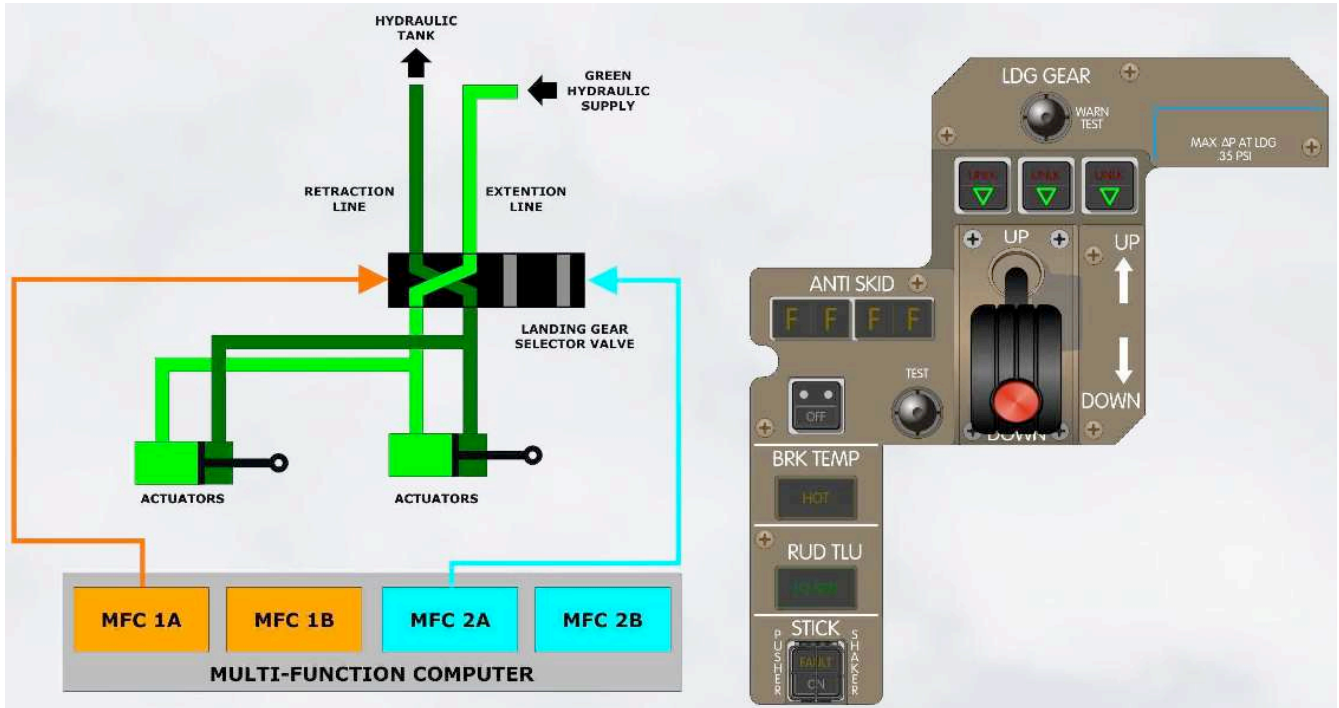 HYDRAULIC
TANK
GREEN
HYDRAULIC
SUPPLY
RETRACTION
LINE
EXTENTION
LINE
LANDING GEAR
SELECTOR VALVE
ACTUATORS
ACTUATORS
MFC 1A
MFC 1B
MFC 2A
MFC 2B
MULTI-FUNCTION COMPUTER
LDG GEAR
WARN
TEST
MAX ΔP AT LDG
.35 PSI
UNLK
UNLK
UNLK
UP
UP
ANTI SKID
F F F F
TEST
OFF
DOWN
DOWN
BRK TEMP
HOT
RUD TLU
STICK
PUSHER
SHAKER
FAULT
ON